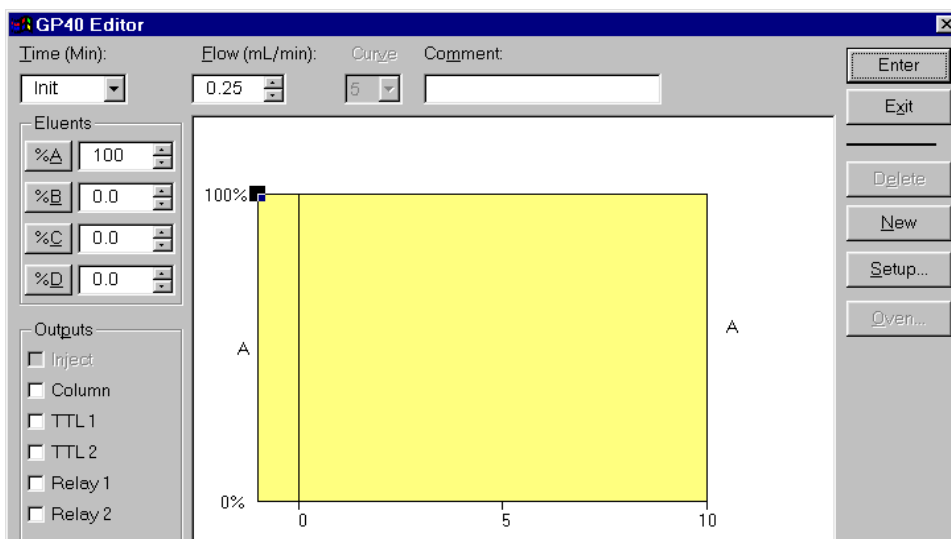 GP40 Editor
Time (Min): Flow (mL/min): Curve Comment:
Init 0.25 5
Enter
Exit
Eluents
%A 100
%B 0.0
%C 0.0
%D 0.0
Delete
New
Setup...
Oven...
Outputs
Inject
Column
TTL 1
TTL 2
Relay 1
Relay 2
100%
A A
0%
0 5 10